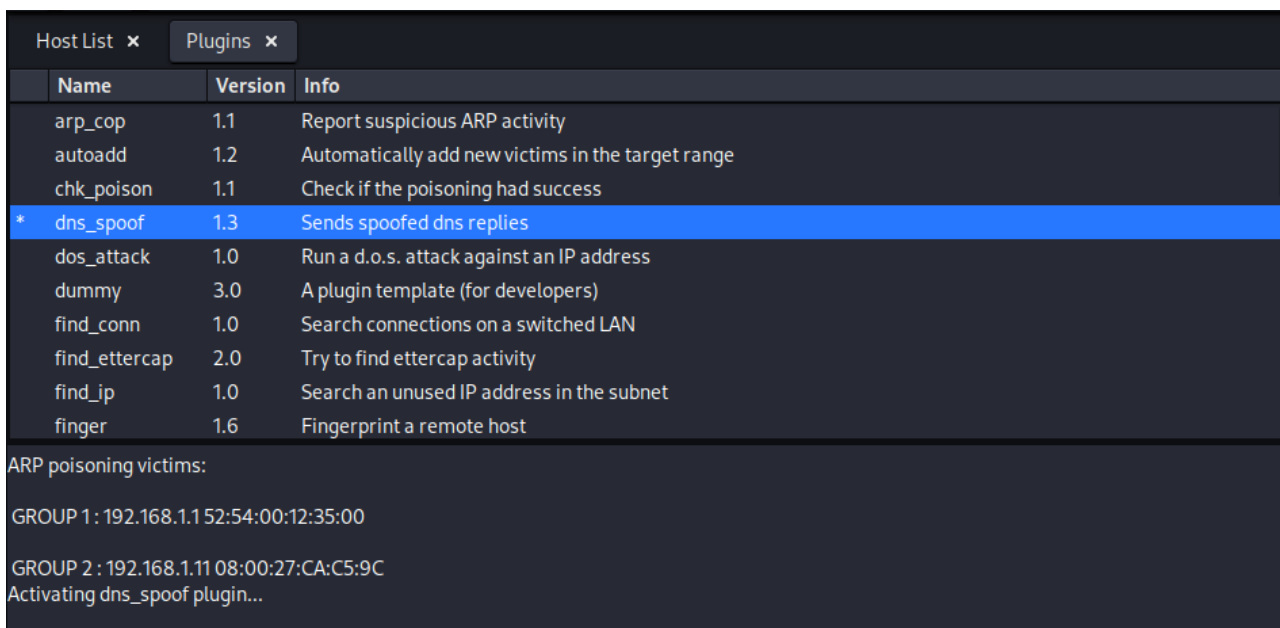 Host List × Plugins ×
Name Version Info
arp_cop 1.1 Report suspicious ARP activity
autoadd 1.2 Automatically add new victims in the target range
chk_poison 1.1 Check if the poisoning had success
* dns_spoof 1.3 Sends spoofed dns replies
dos_attack 1.0 Run a d.o.s. attack against an IP address
dummy 3.0 A plugin template (for developers)
find_conn 1.0 Search connections on a switched LAN
find_ettercap 2.0 Try to find ettercap activity
find_ip 1.0 Search an unused IP address in the subnet
finger 1.6 Fingerprint a remote host
ARP poisoning victims:
GROUP 1 : 192.168.1.1 52:54:00:12:35:00
GROUP 2 : 192.168.1.11 08:00:27:CA:C5:9C
Activating dns_spoof plugin...